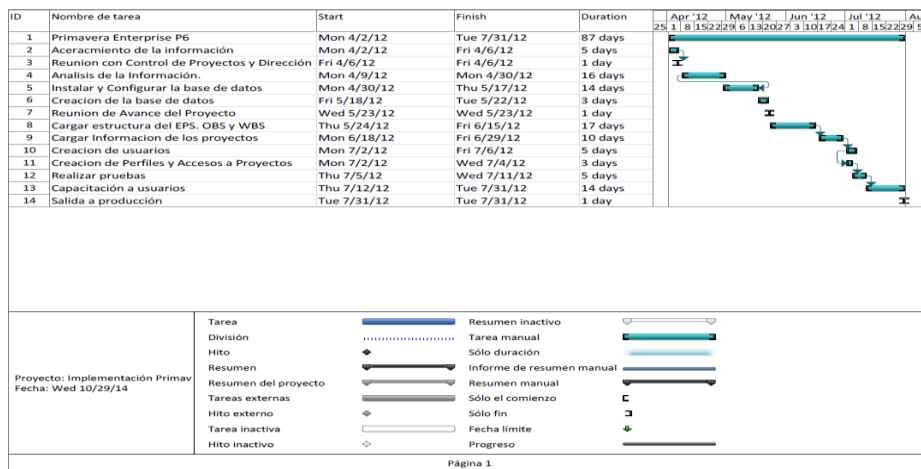 ID Nombre de tarea Start Finish Duration Apr '12 May '12 Jun '12 Jul '12 Au
25 1 8 15 22 29 6 13 20 27 3 10 17 24 1 8 15 22 29 5
1 Primavera Enterprise P6 Mon 4/2/12 Tue 7/31/12 87 days
2 Aceracmiento de la información Mon 4/2/12 Fri 4/6/12 5 days
3 Reunion con Control de Proyectos y Dirección Fri 4/6/12 Fri 4/6/12 1 day
4 Analisis de la Información. Mon 4/9/12 Mon 4/30/12 16 days
5 Instalar y Configurar la base de datos Mon 4/30/12 Thu 5/17/12 14 days
6 Creacion de la base de datos Fri 5/18/12 Tue 5/22/12 3 days
7 Reunion de Avance del Proyecto Wed 5/23/12 Wed 5/23/12 1 day
8 Cargar estructura del EPS. OBS y WBS Thu 5/24/12 Fri 6/15/12 17 days
9 Cargar Informacion de los proyectos Mon 6/18/12 Fri 6/29/12 10 days
10 Creacion de usuarios Mon 7/2/12 Fri 7/6/12 5 days
11 Creacion de Perfiles y Accesos a Proyectos Mon 7/2/12 Wed 7/4/12 3 days
12 Realizar pruebas Thu 7/5/12 Wed 7/11/12 5 days
13 Capacitación a usuarios Thu 7/12/12 Tue 7/31/12 14 days
14 Salida a producción Tue 7/31/12 Tue 7/31/12 1 day
Proyecto: Implementación Primav
Fecha: Wed 10/29/14
Tarea
División
Hito
Resumen
Resumen del proyecto
Tareas externas
Hito externo
Tarea inactiva
Hito inactivo
Resumen inactivo
Tarea manual
Sólo duración
Informe de resumen manual
Resumen manual
Sólo el comienzo
Sólo fin
Fecha límite
Progreso
Página 1